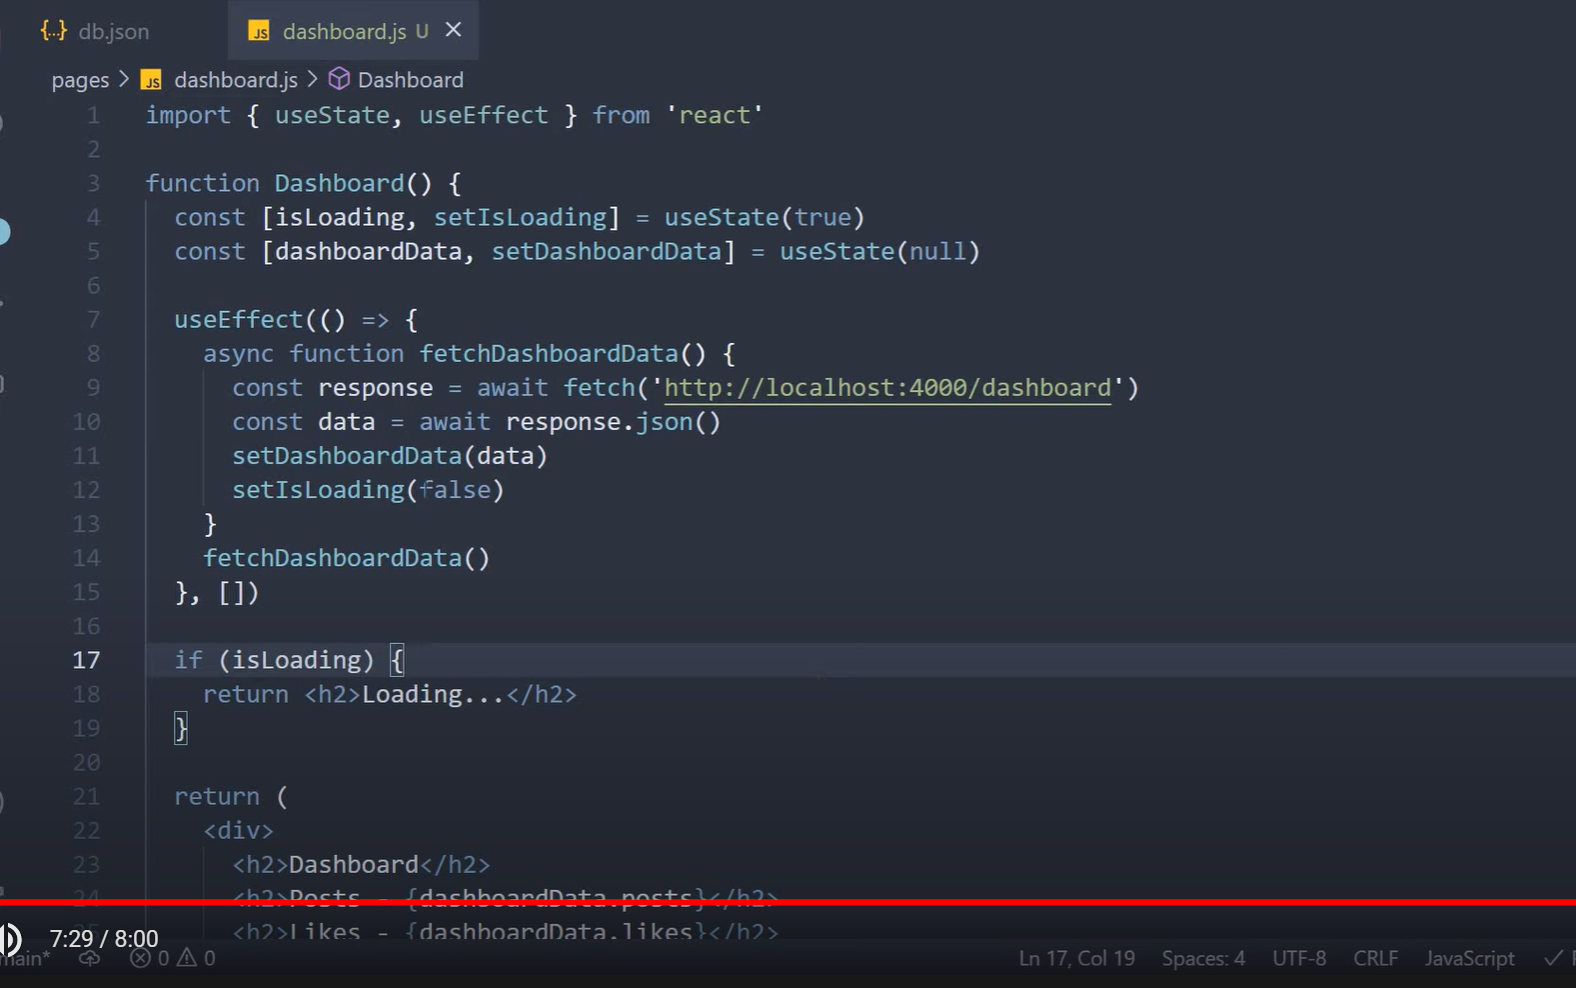 {..} db.json
JS dashboard.js U ×
pages > JS dashboard.js > Dashboard
1 import { useState, useEffect } from 'react'
2
3 function Dashboard() {
4 const [isLoading, setIsLoading] = useState(true)
5 const [dashboardData, setDashboardData] = useState(null)
6
7 useEffect(() => {
8 async function fetchDashboardData() {
9 const response = await fetch('http://localhost:4000/dashboard')
10 const data = await response.json()
11 setDashboardData(data)
12 setIsLoading(false)
13 }
14 fetchDashboardData()
15 }, [])
16
17 if (isLoading) {
18 return <h2>Loading...</h2>
19 }
20
21 return (
22 <div>
23 <h2>Dashboard</h2>
24 <h2>Posts - {dashboardData.posts}</h2>
<h2>Likes - {dashboardData.likes}</h2>
7:29 / 8:00
main* 0 0 Ln 17, Col 19 Spaces: 4 UTF-8 CRLF JavaScript